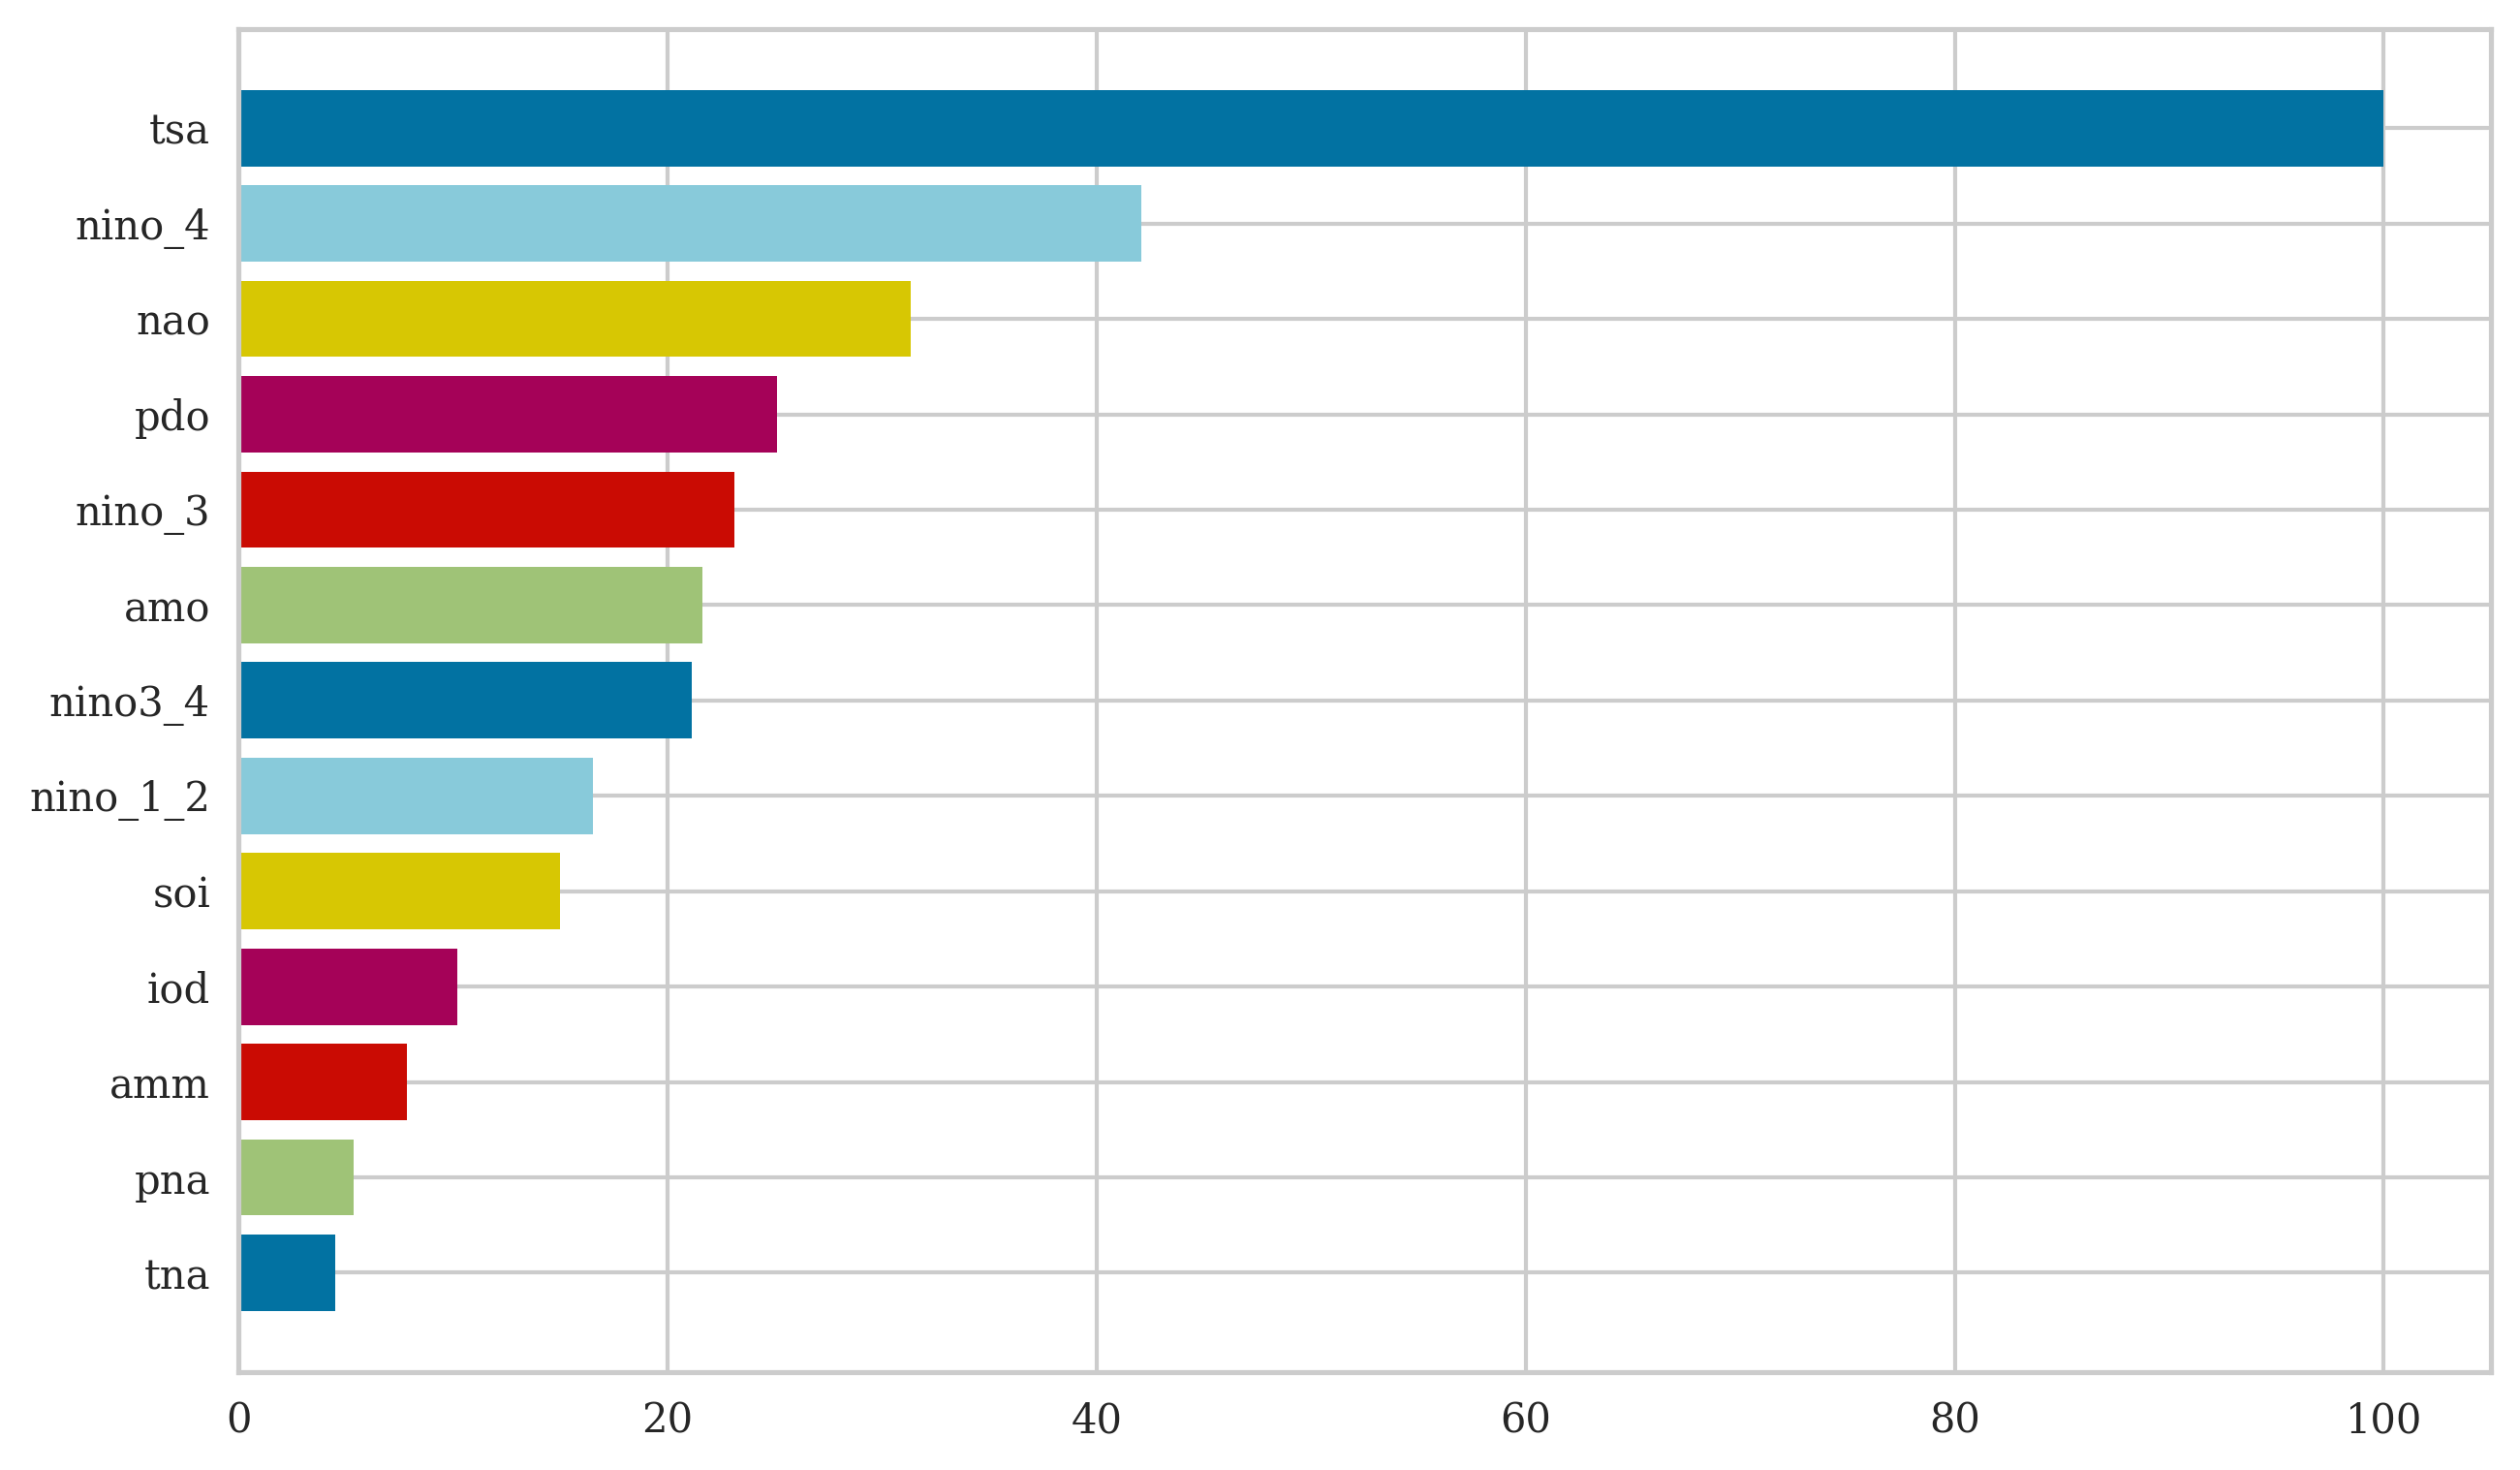 tsa
nino_4
nao
pdo
nino_3
amo
nino3_4
nino_1_2
soi
iod
amm
pna
tna
0 20 40 60 80 100